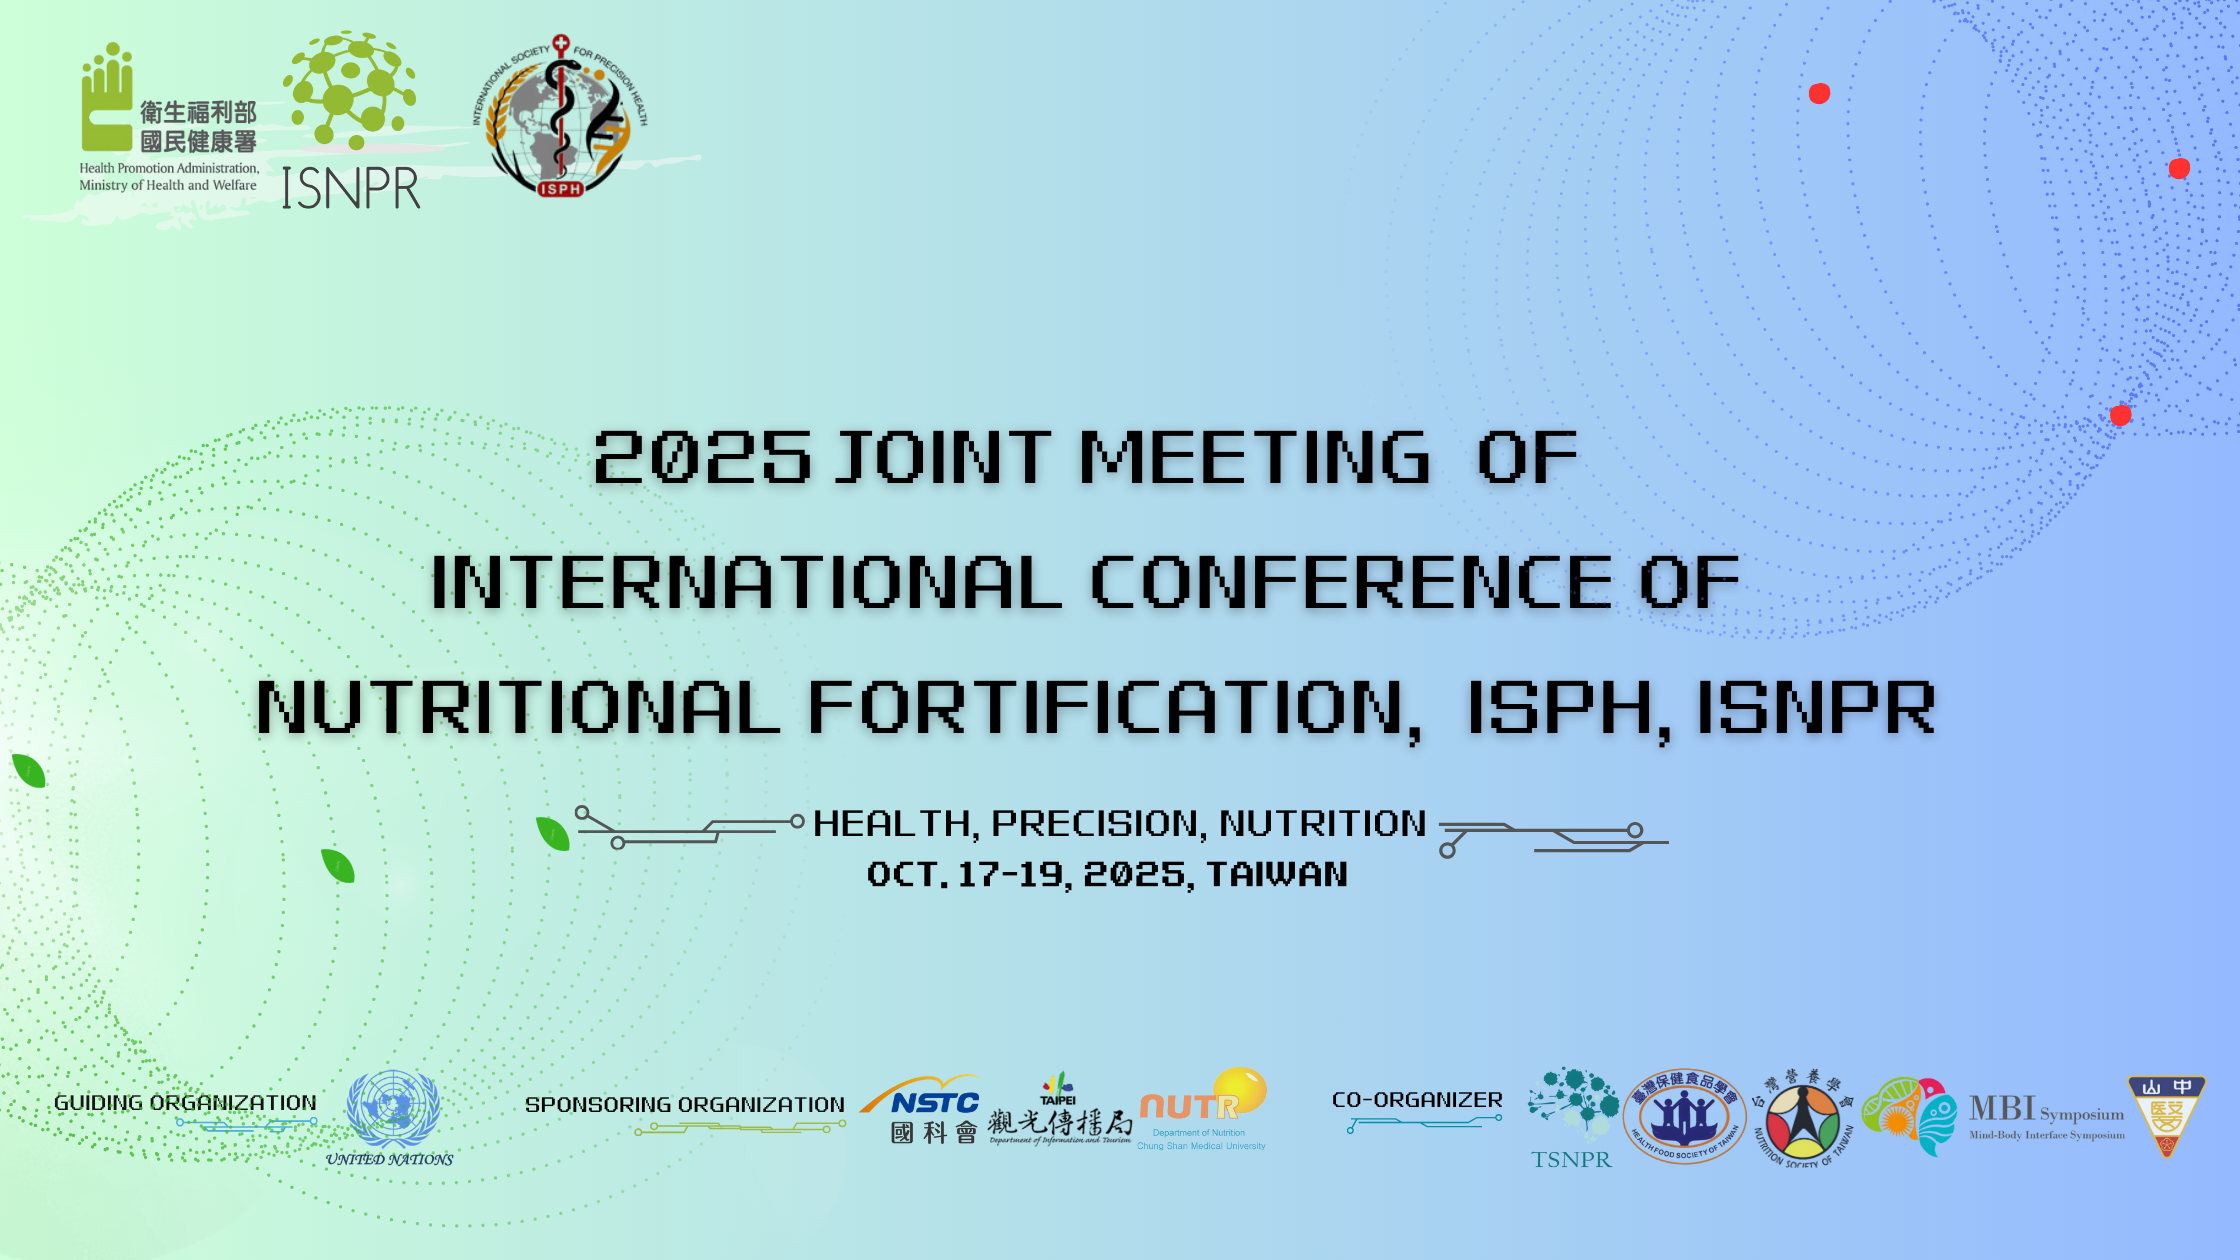 衛生福利部
國民健康署
Health Promotion Administration,
Ministry of Health and Welfare
ISNPR
INTERNATIONAL SOCIETY FOR PRECISION HEALTH
ISPH
2025 JOINT MEETING OF
INTERNATIONAL CONFERENCE OF
NUTRITIONAL FORTIFICATION, ISPH, ISNPR
HEALTH, PRECISION, NUTRITION
OCT. 17-19, 2025, TAIWAN
GUIDING ORGANIZATION
UNITED NATIONS
SPONSORING ORGANIZATION
NSTC
國科會
TAIPEI
觀光傳播局
Department of Information and Tourism
NUTR
Department of Nutrition
Chung Shan Medical University
CO-ORGANIZER
TSNPR
臺灣保健食品學會
HEALTH FOOD SOCIETY OF TAIWAN
台灣營養學會
NUTRITION SOCIETY OF TAIWAN
MBI Symposium
Mind-Body Interface Symposium
山中
醫